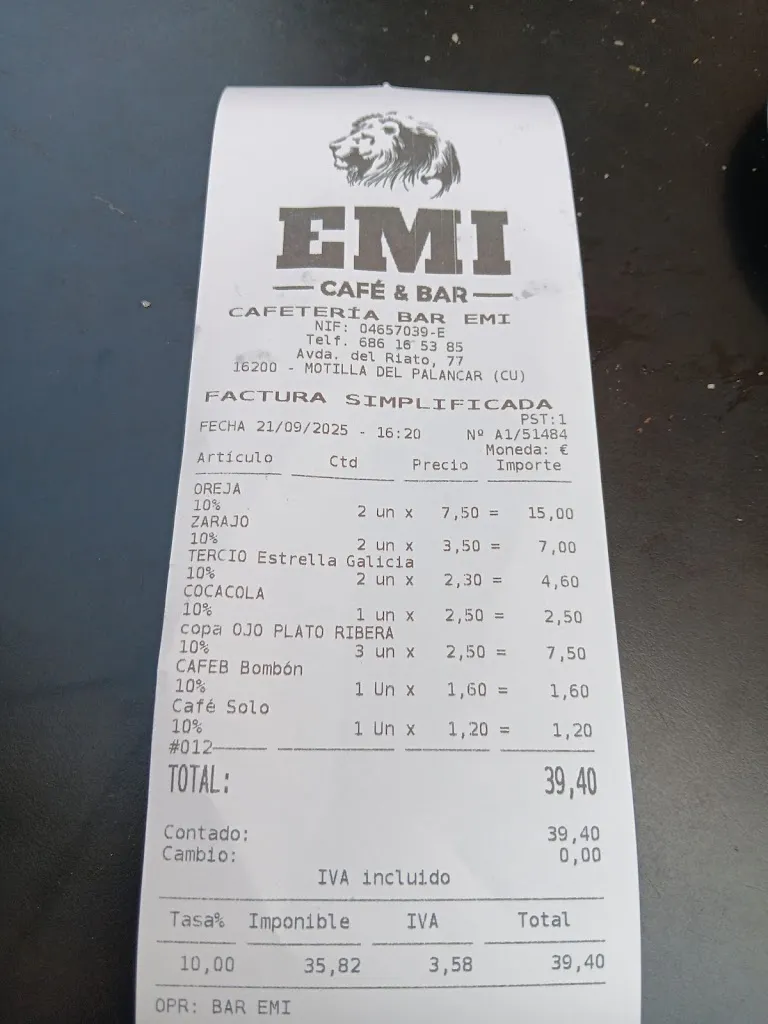 EMI
CAFÉ & BAR
CAFETERÍA BAR EMI
NIF: 04657039-E
Telf. 686 16 53 85
Avda. del Riato, 77
16200 - MOTILLA DEL PALANCAR (CU)
FACTURA SIMPLIFICADA
PST:1
FECHA 21/09/2025 - 16:20 Nº A1/51484
Moneda: €
Artículo Ctd Precio Importe
OREJA
10% 2 un x 7,50 = 15,00
ZARAJO
10% 2 un x 3,50 = 7,00
TERCIO Estrella Galicia
10% 2 un x 2,30 = 4,60
COCACOLA
10% 1 un x 2,50 = 2,50
copa OJO PLATO RIBERA
10% 3 un x 2,50 = 7,50
CAFEB Bombón
10% 1 Un x 1,60 = 1,60
Café Solo
10% 1 Un x 1,20 = 1,20
#012
TOTAL: 39,40
Contado: 39,40
Cambio: 0,00
IVA incluido
Tasa% Imponible IVA Total
10,00 35,82 3,58 39,40
OPR: BAR EMI